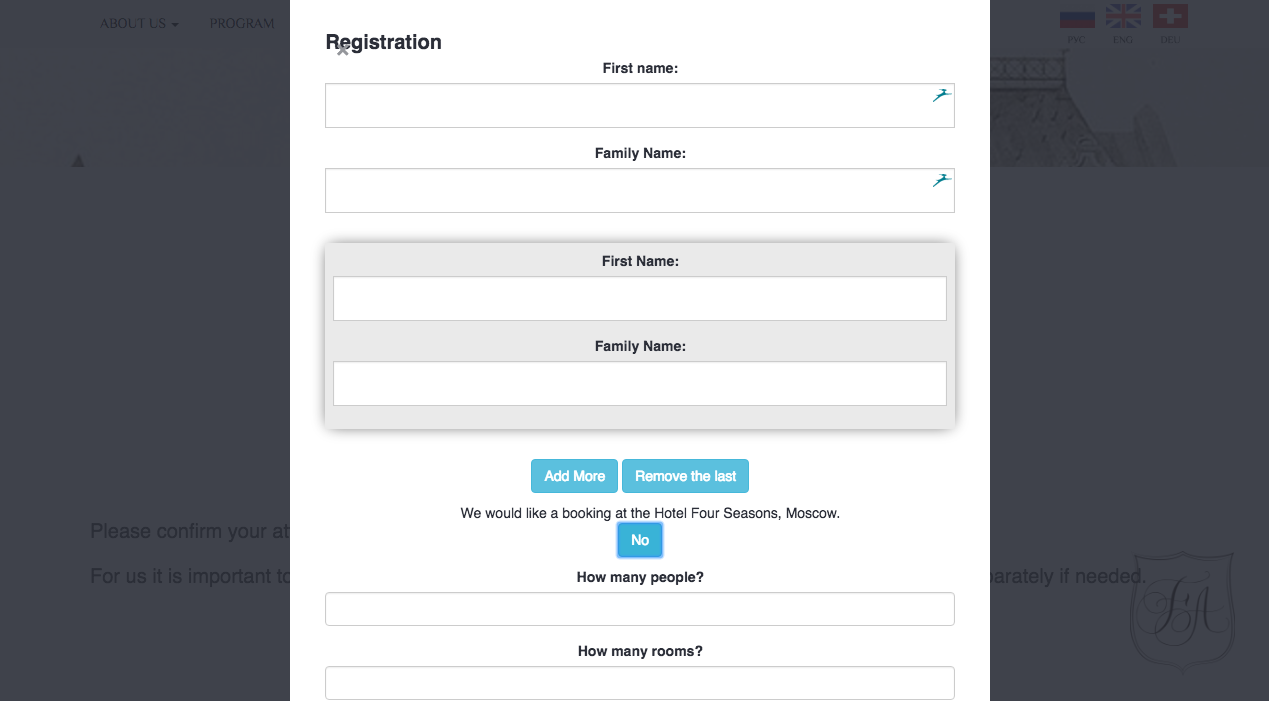 ABOUT US
PROGRAM
РУС
ENG
DEU
Registration
×
First name:
Family Name:
First Name:
Family Name:
Add More
Remove the last
We would like a booking at the Hotel Four Seasons, Moscow.
No
Please confirm your at
How many people?
For us it is important to
parately if needed.
How many rooms?